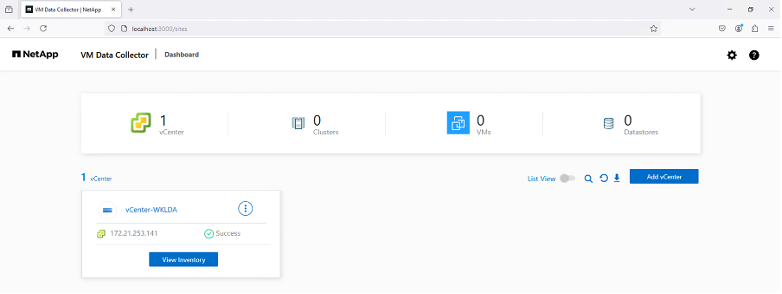 VM Data Collector | NetApp
localhost:3000/sites
NetApp VM Data Collector Dashboard
1 vCenter
0 Clusters
0 VMs
0 Datastores
1 vCenter
List View
Add vCenter
vCenter-WKLDA
172.21.253.141 Success
View Inventory